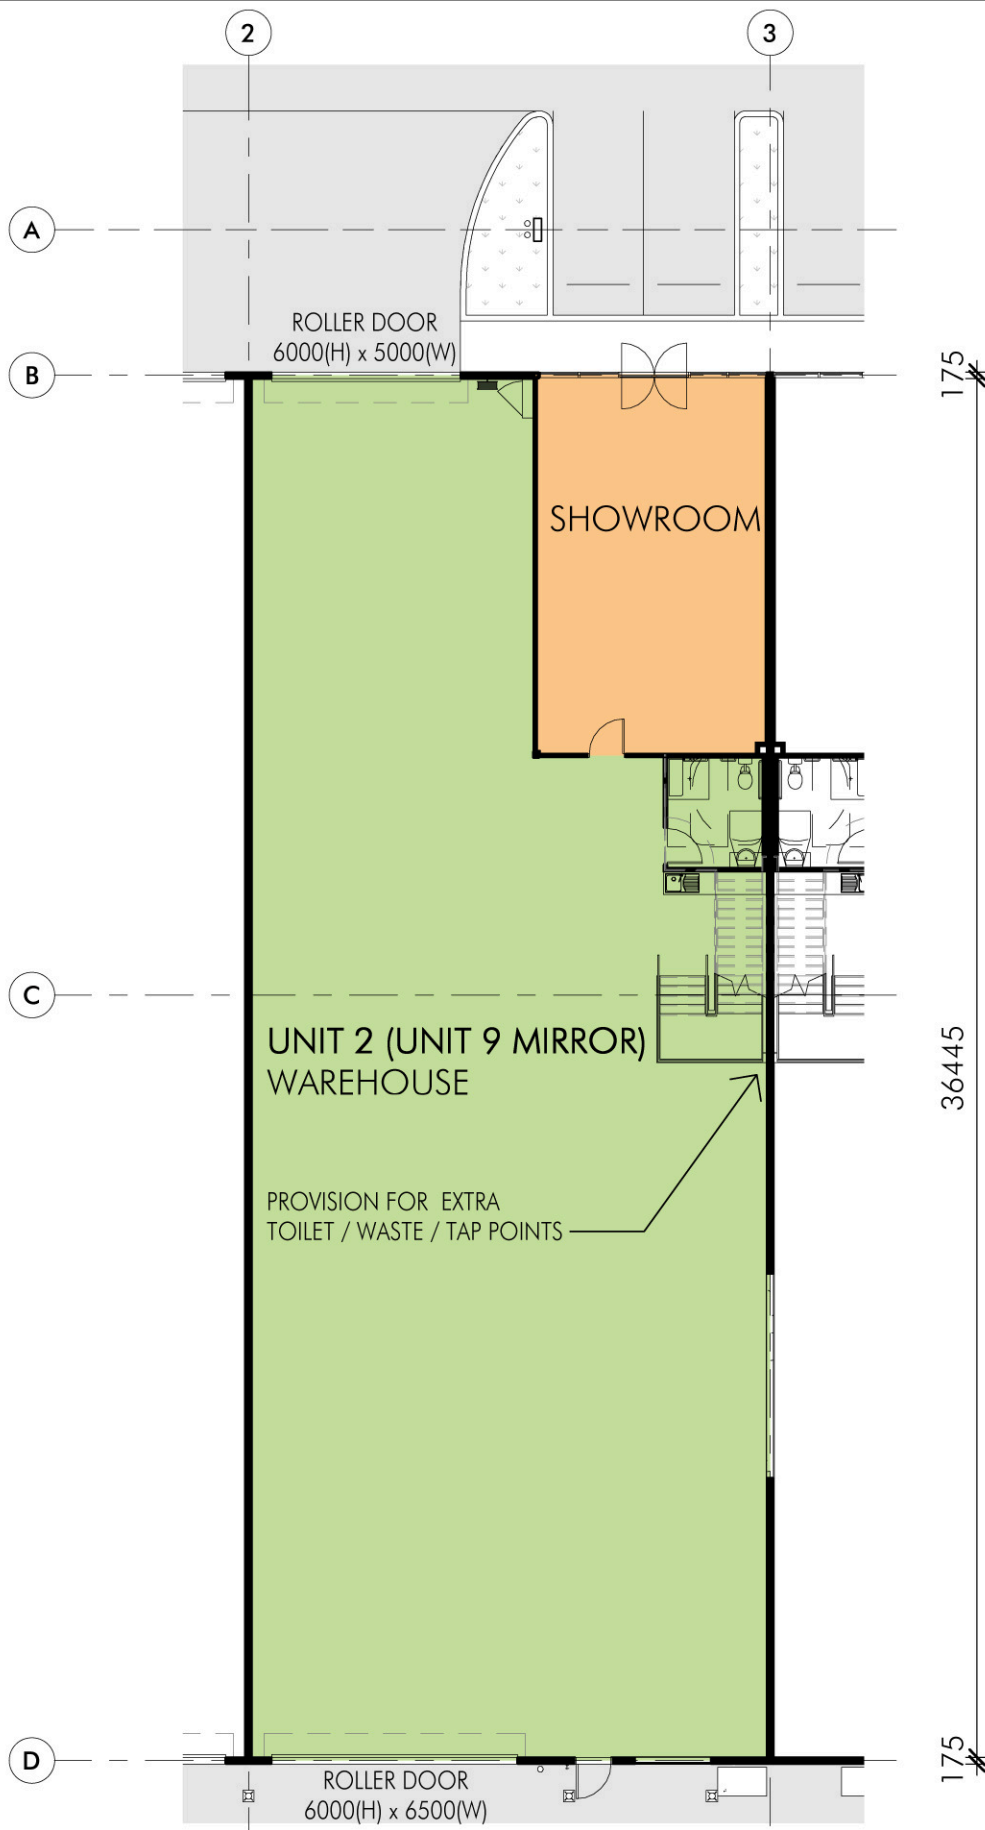 2
3
A
ROLLER DOOR
6000(H) x 5000(W)
B
175
SHOWROOM
C
UNIT 2 (UNIT 9 MIRROR)
WAREHOUSE
36445
PROVISION FOR EXTRA
TOILET / WASTE / TAP POINTS
D
175
ROLLER DOOR
6000(H) x 6500(W)